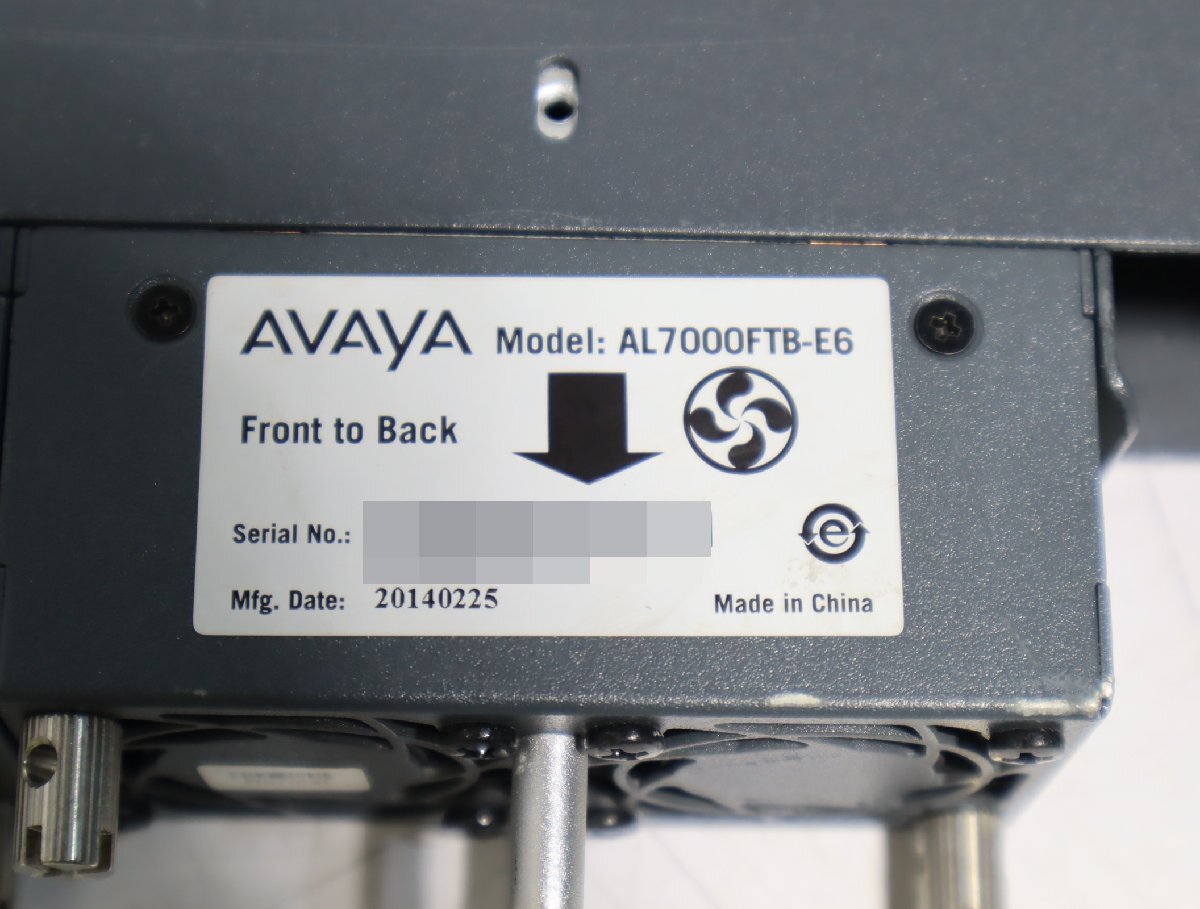 AVAYA Model: AL7000FTB-E6
Front to Back
Serial No.:
Mfg. Date: 20140225
Made in China